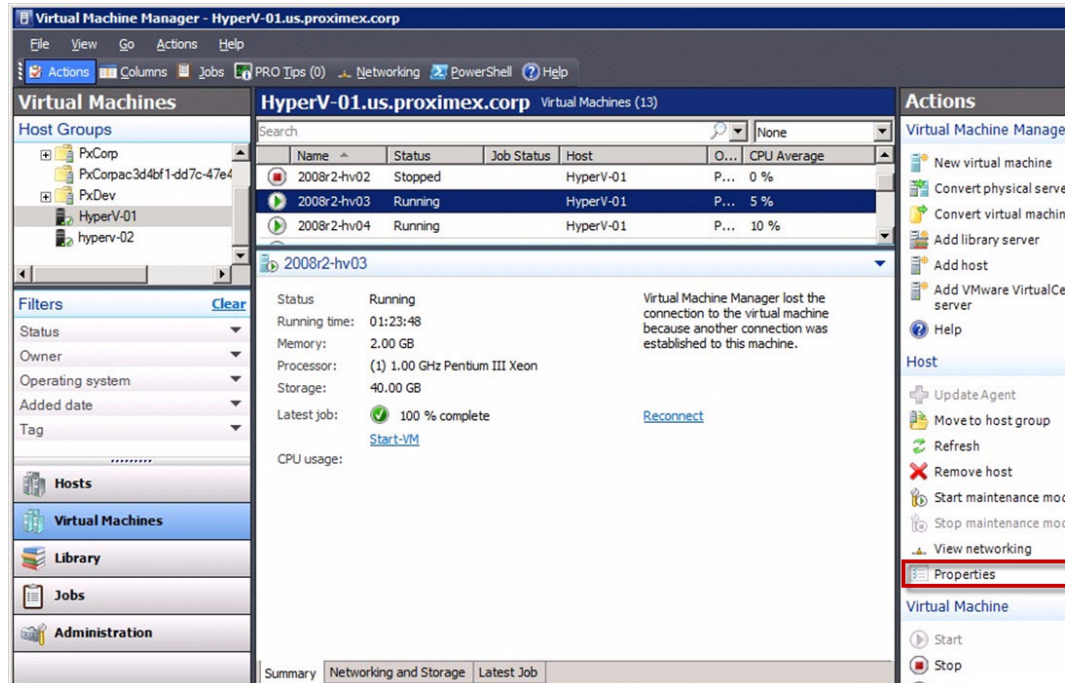 Virtual Machine Manager - HyperV-01.us.proximex.corp
File View Go Actions Help
Actions Columns Jobs PRO Tips (0) Networking PowerShell Help
Virtual Machines
Host Groups
PxCorp
PxCorpac3d4bf1-dd7c-47e4
PxDev
HyperV-01
hyperv-02
Filters Clear
Status
Owner
Operating system
Added date
Tag
Hosts
Virtual Machines
Library
Jobs
Administration
HyperV-01.us.proximex.corp Virtual Machines (13)
Search None
Name Status Job Status Host O... CPU Average
2008r2-hv02 Stopped HyperV-01 P... 0 %
2008r2-hv03 Running HyperV-01 P... 5 %
2008r2-hv04 Running HyperV-01 P... 10 %
2008r2-hv03
Status Running
Running time: 01:23:48
Memory: 2.00 GB
Processor: (1) 1.00 GHz Pentium III Xeon
Storage: 40.00 GB
Latest job: 100 % complete
Start-VM
CPU usage:
Virtual Machine Manager lost the
connection to the virtual machine
because another connection was
established to this machine.
Reconnect
Summary Networking and Storage Latest Job
Actions
Virtual Machine Manage
New virtual machine
Convert physical serve
Convert virtual machin
Add library server
Add host
Add VMware VirtualCe
server
Help
Host
Update Agent
Move to host group
Refresh
Remove host
Start maintenance mod
Stop maintenance mod
View networking
Properties
Virtual Machine
Start
Stop